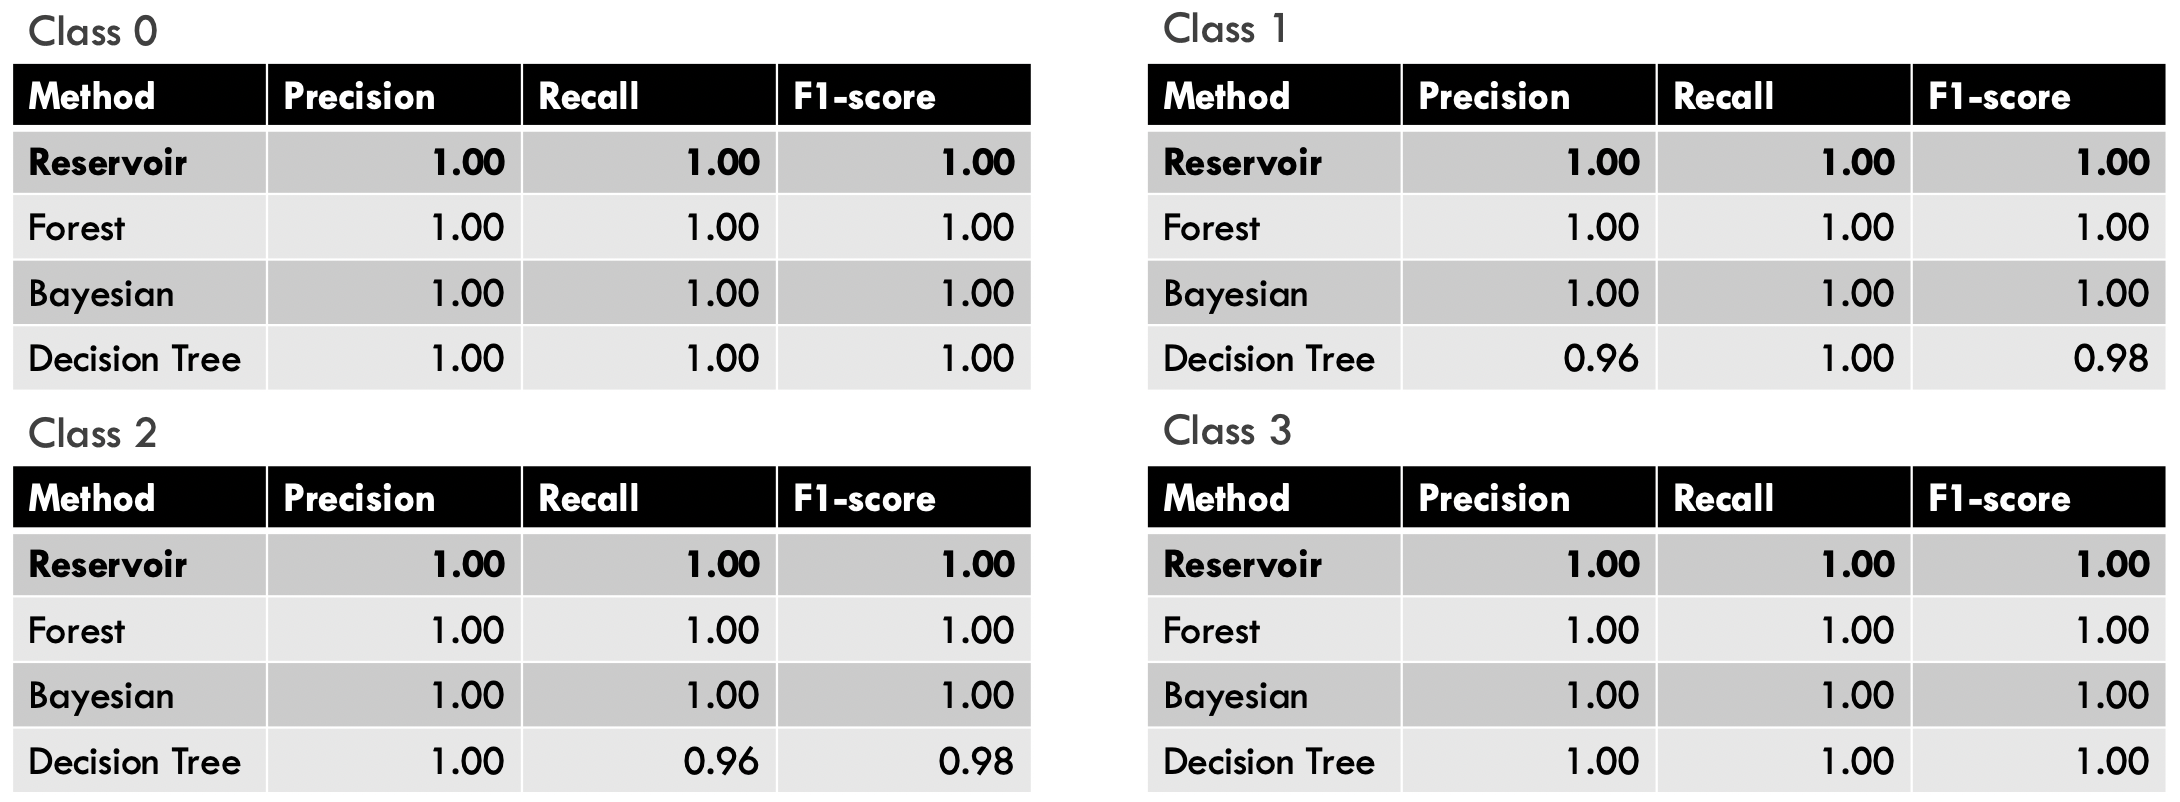 Class 0
Method Precision Recall F1-score
Reservoir 1.00 1.00 1.00
Forest 1.00 1.00 1.00
Bayesian 1.00 1.00 1.00
Decision Tree 1.00 1.00 1.00
Class 1
Method Precision Recall F1-score
Reservoir 1.00 1.00 1.00
Forest 1.00 1.00 1.00
Bayesian 1.00 1.00 1.00
Decision Tree 0.96 1.00 0.98
Class 2
Method Precision Recall F1-score
Reservoir 1.00 1.00 1.00
Forest 1.00 1.00 1.00
Bayesian 1.00 1.00 1.00
Decision Tree 1.00 0.96 0.98
Class 3
Method Precision Recall F1-score
Reservoir 1.00 1.00 1.00
Forest 1.00 1.00 1.00
Bayesian 1.00 1.00 1.00
Decision Tree 1.00 1.00 1.00